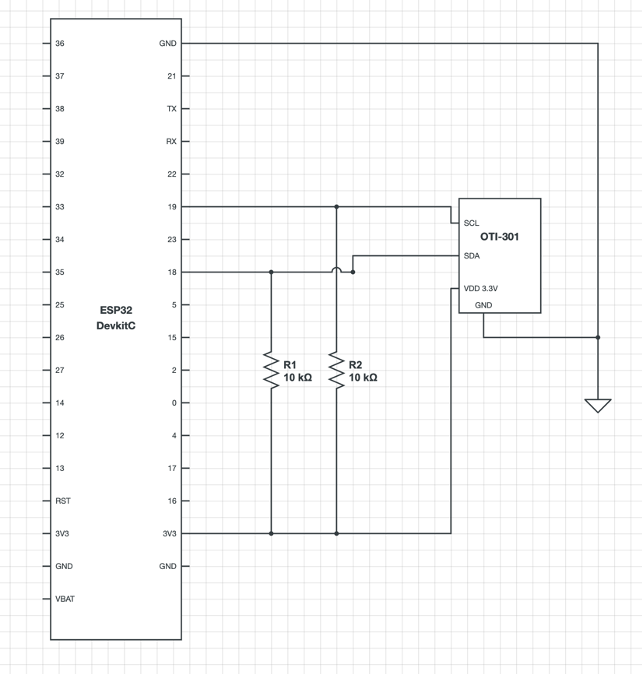 36
GND
37
21
38
TX
39
RX
32
22
33
19
34
23
35
18
25
5
26
15
27
2
14
0
12
4
13
17
RST
16
3V3
3V3
GND
GND
VBAT
ESP32
DevkitC
R1
10 kΩ
R2
10 kΩ
SCL
OTI-301
SDA
VDD 3.3V
GND